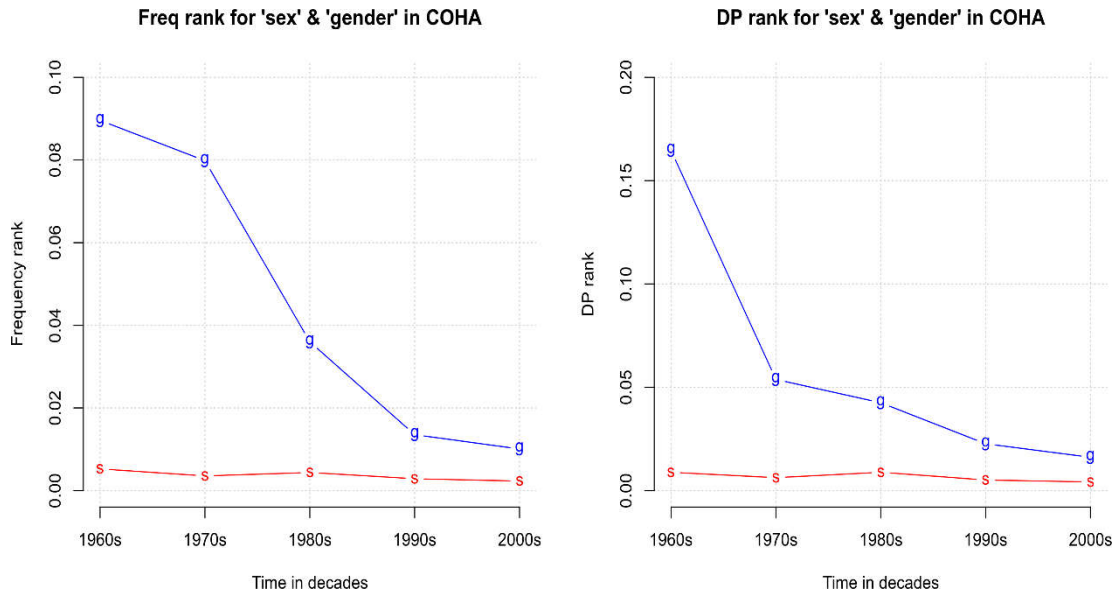 Freq rank for 'sex' & 'gender' in COHA
Frequency rank
0.10
0.08
0.06
0.04
0.02
0.00
g
g
g
g
g
s
s
s
s
s
1960s 1970s 1980s 1990s 2000s
Time in decades
DP rank for 'sex' & 'gender' in COHA
DP rank
0.20
0.15
0.10
0.05
0.00
g
g
g
g
g
s
s
s
s
s
1960s 1970s 1980s 1990s 2000s
Time in decades